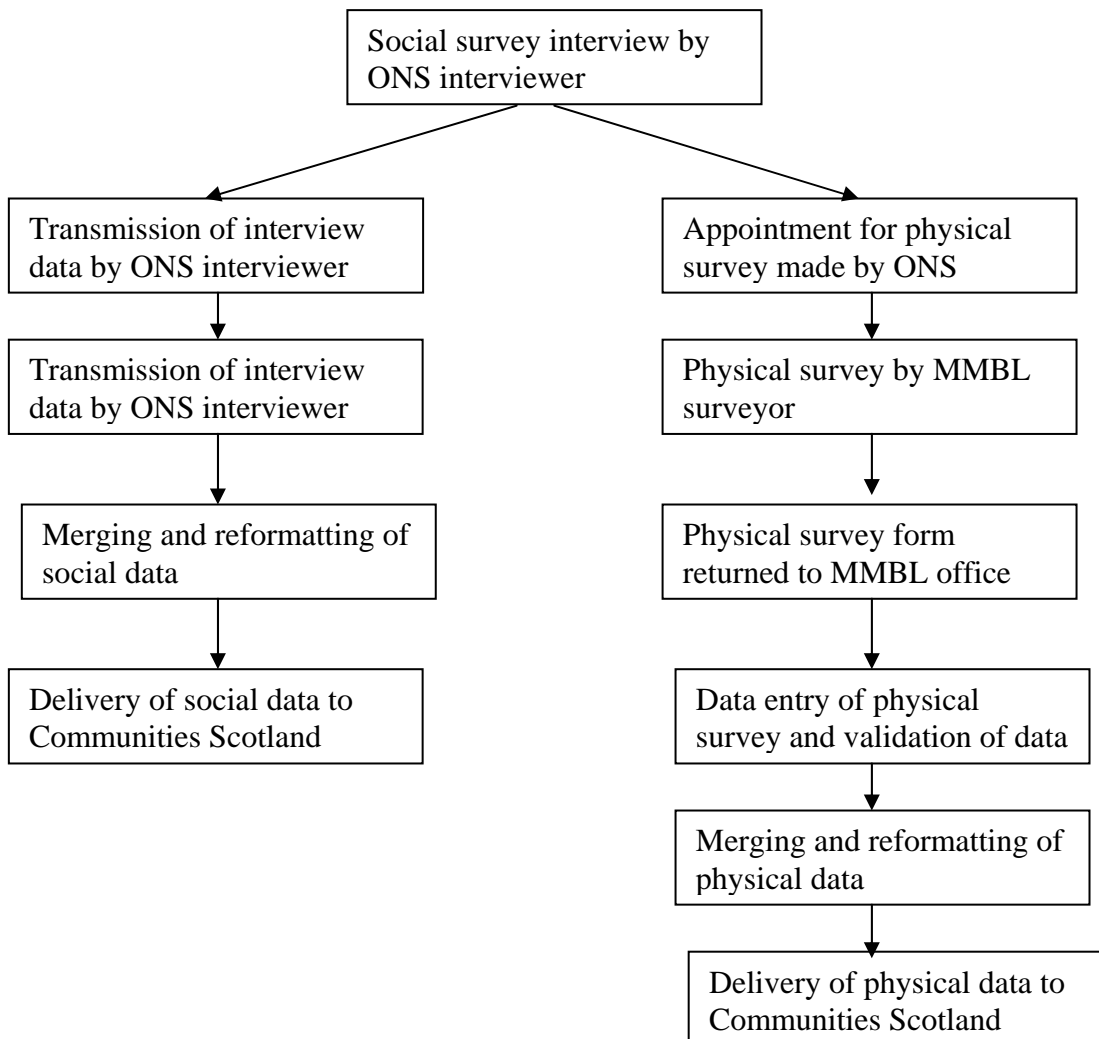 Social survey interview by
ONS interviewer
Transmission of interview
data by ONS interviewer
Appointment for physical
survey made by ONS
Transmission of interview
data by ONS interviewer
Physical survey by MMBL
surveyor
Merging and reformatting of
social data
Physical survey form
returned to MMBL office
Delivery of social data to
Communities Scotland
Data entry of physical
survey and validation of data
Merging and reformatting of
physical data
Delivery of physical data to
Communities Scotland